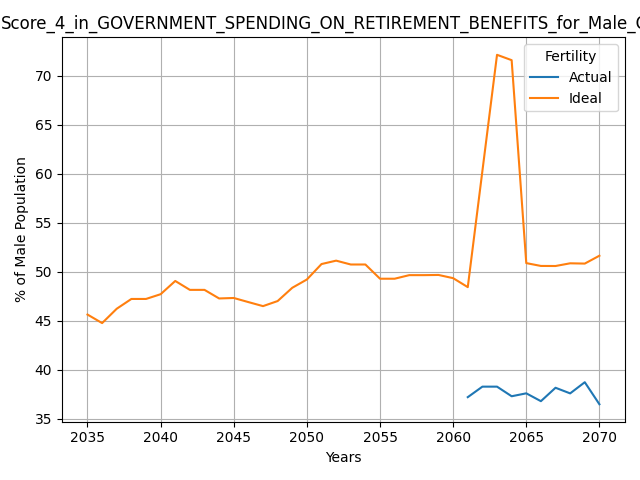 Score_4_in_GOVERNMENT_SPENDING_ON_RETIREMENT_BENEFITS_for_Male_
Fertility
Actual
Ideal
70
65
60
55
50
45
40
35
% of Male Population
2035 2040 2045 2050 2055 2060 2065 2070
Years